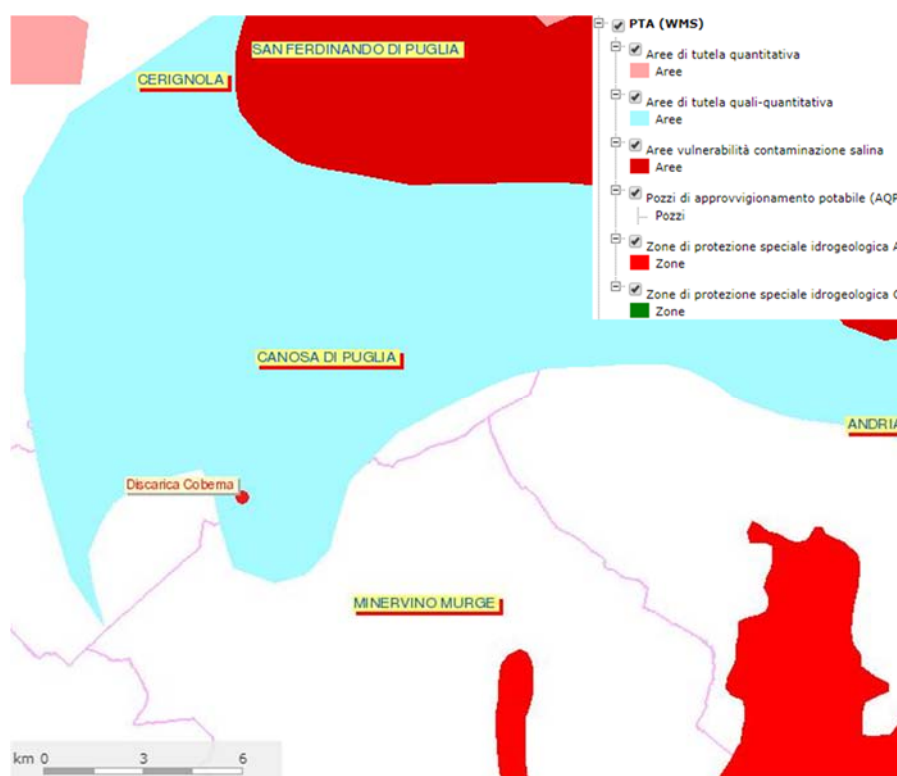 SAN FERDINANDO DI PUGLIA
CERIGNOLA
PTA (WMS)
Aree di tutela quantitativa
Aree
Aree di tutela quali-quantitativa
Aree
Aree vulnerabilità contaminazione salina
Aree
Pozzi di approvvigionamento potabile (AQP
Pozzi
Zone di protezione speciale idrogeologica A
Zone
Zone di protezione speciale idrogeologica C
Zone
CANOSA DI PUGLIA
ANDRIA
Discarica Cobema
MINERVINO MURGE
km 0 3 6